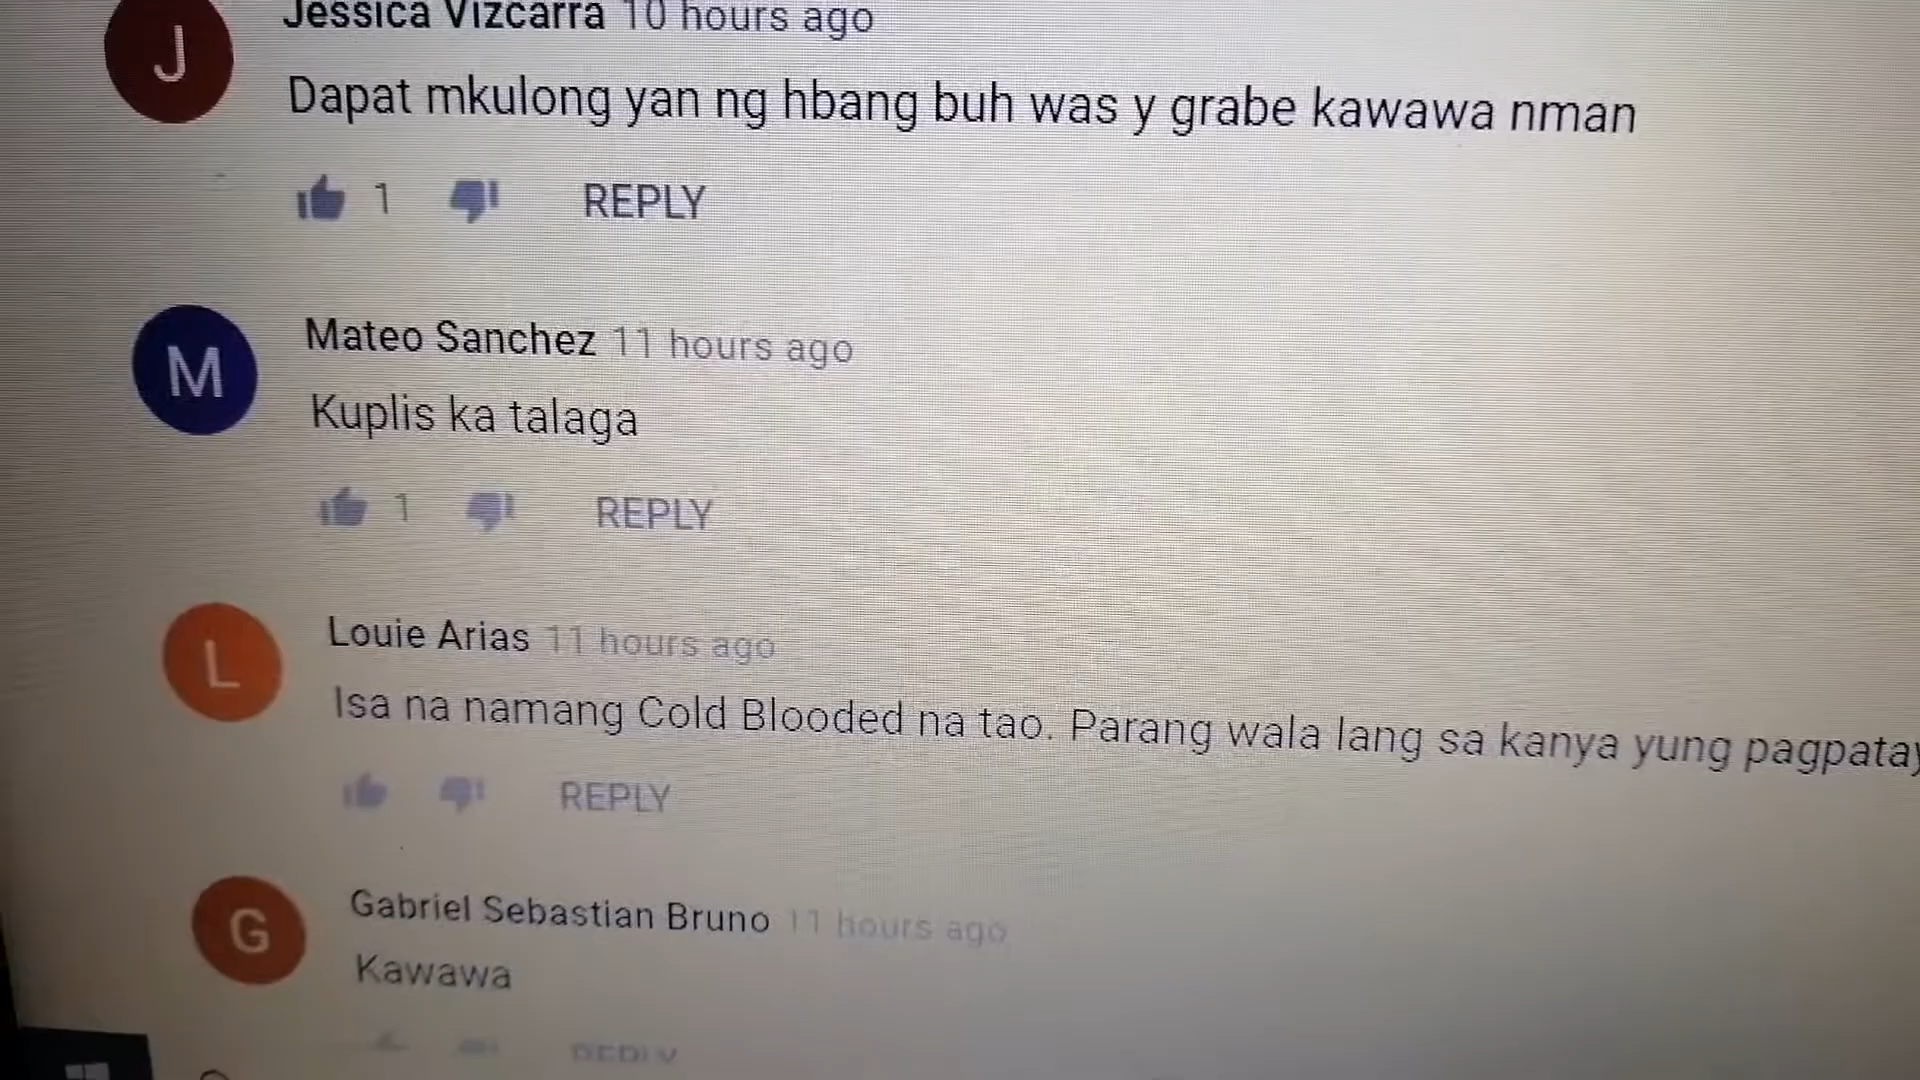 J
Jessica Vizcarra 10 hours ago
Dapat mkulong yan ng hbang buh was y grabe kawawa nman
1 REPLY
M
Mateo Sanchez 11 hours ago
Kuplis ka talaga
1 REPLY
L
Louie Arias 11 hours ago
Isa na namang Cold Blooded na tao. Parang wala lang sa kanya yung pagpatay
REPLY
G
Gabriel Sebastian Bruno 11 hours ago
Kawawa
REPLY